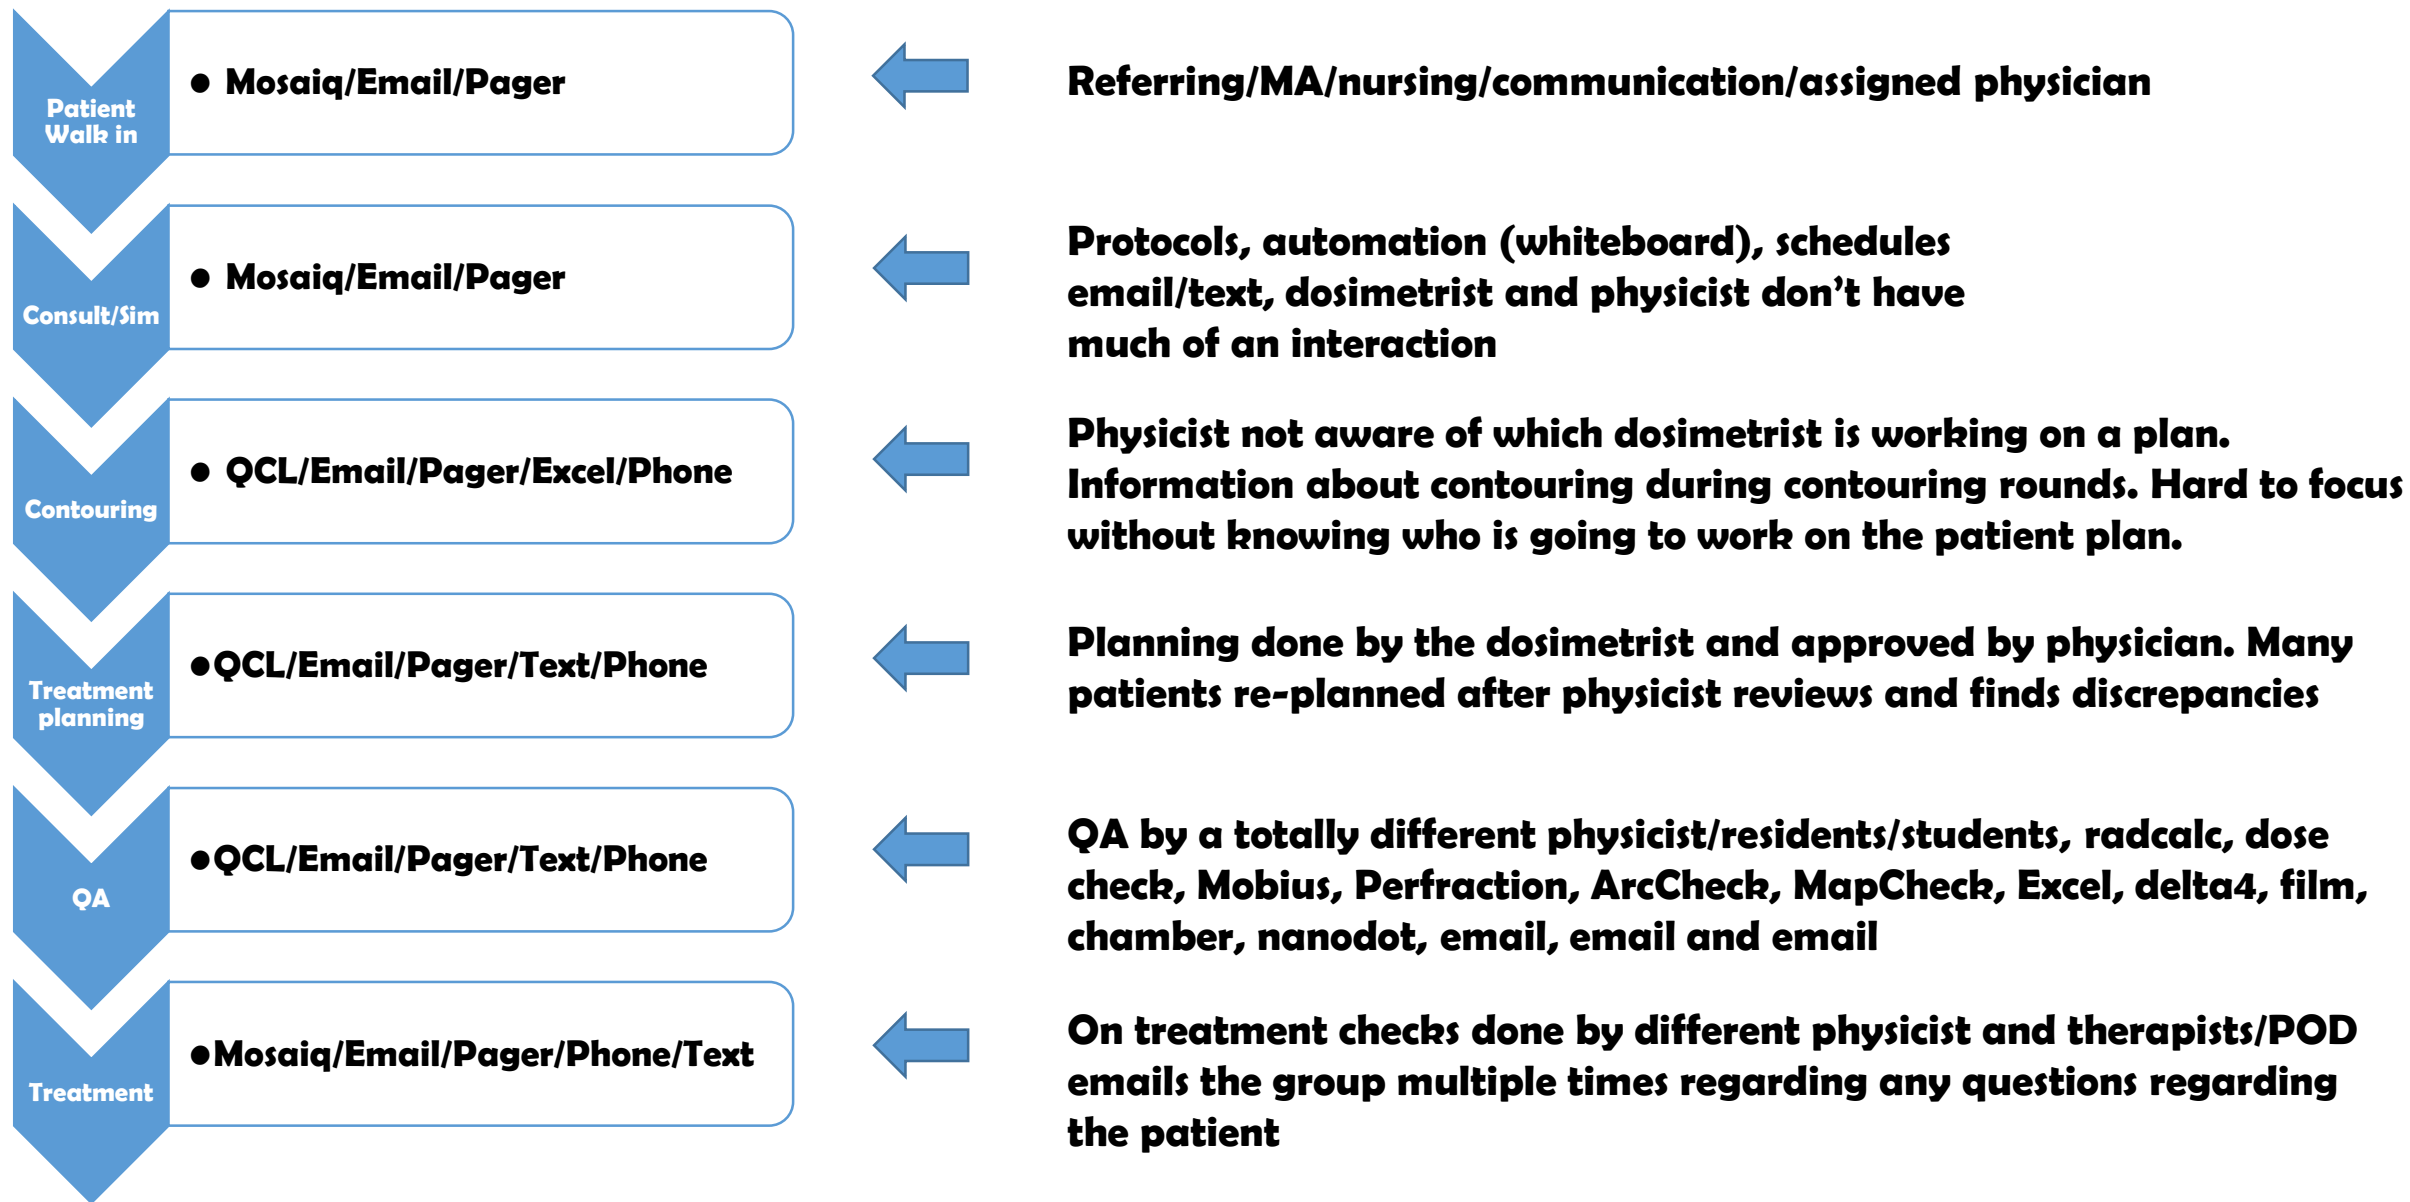 Patient
Walk in
• Mosaiq/Email/Pager
Referring/MA/nursing/communication/assigned physician
Consult/Sim
• Mosaiq/Email/Pager
Protocols, automation (whiteboard), schedules
email/text, dosimetrist and physicist don't have
much of an interaction
Contouring
• QCL/Email/Pager/Excel/Phone
Physicist not aware of which dosimetrist is working on a plan.
Information about contouring during contouring rounds. Hard to focus
without knowing who is going to work on the patient plan.
Treatment
planning
•QCL/Email/Pager/Text/Phone
Planning done by the dosimetrist and approved by physician. Many
patients re-planned after physicist reviews and finds discrepancies
QA
•QCL/Email/Pager/Text/Phone
QA by a totally different physicist/residents/students, radcalc, dose
check, Mobius, Perfraction, ArcCheck, MapCheck, Excel, delta4, film,
chamber, nanodot, email, email and email
Treatment
•Mosaiq/Email/Pager/Phone/Text
On treatment checks done by different physicist and therapists/POD
emails the group multiple times regarding any questions regarding
the patient